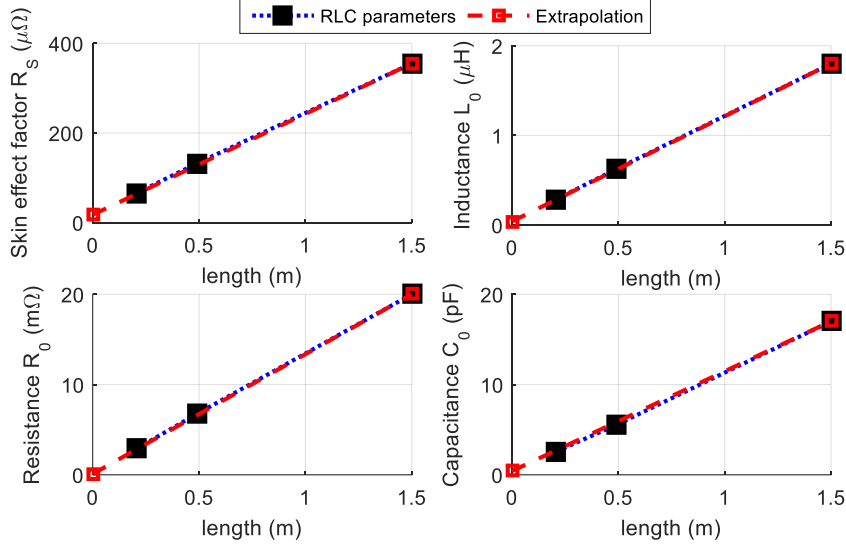 RLC parameters Extrapolation
Skin effect factor R_S (μΩ)
400
200
0
0 0.5 1 1.5
length (m)
Inductance L_0 (μH)
2
1
0
0 0.5 1 1.5
length (m)
Resistance R_0 (mΩ)
20
10
0
0 0.5 1 1.5
length (m)
Capacitance C_0 (pF)
20
10
0
0 0.5 1 1.5
length (m)